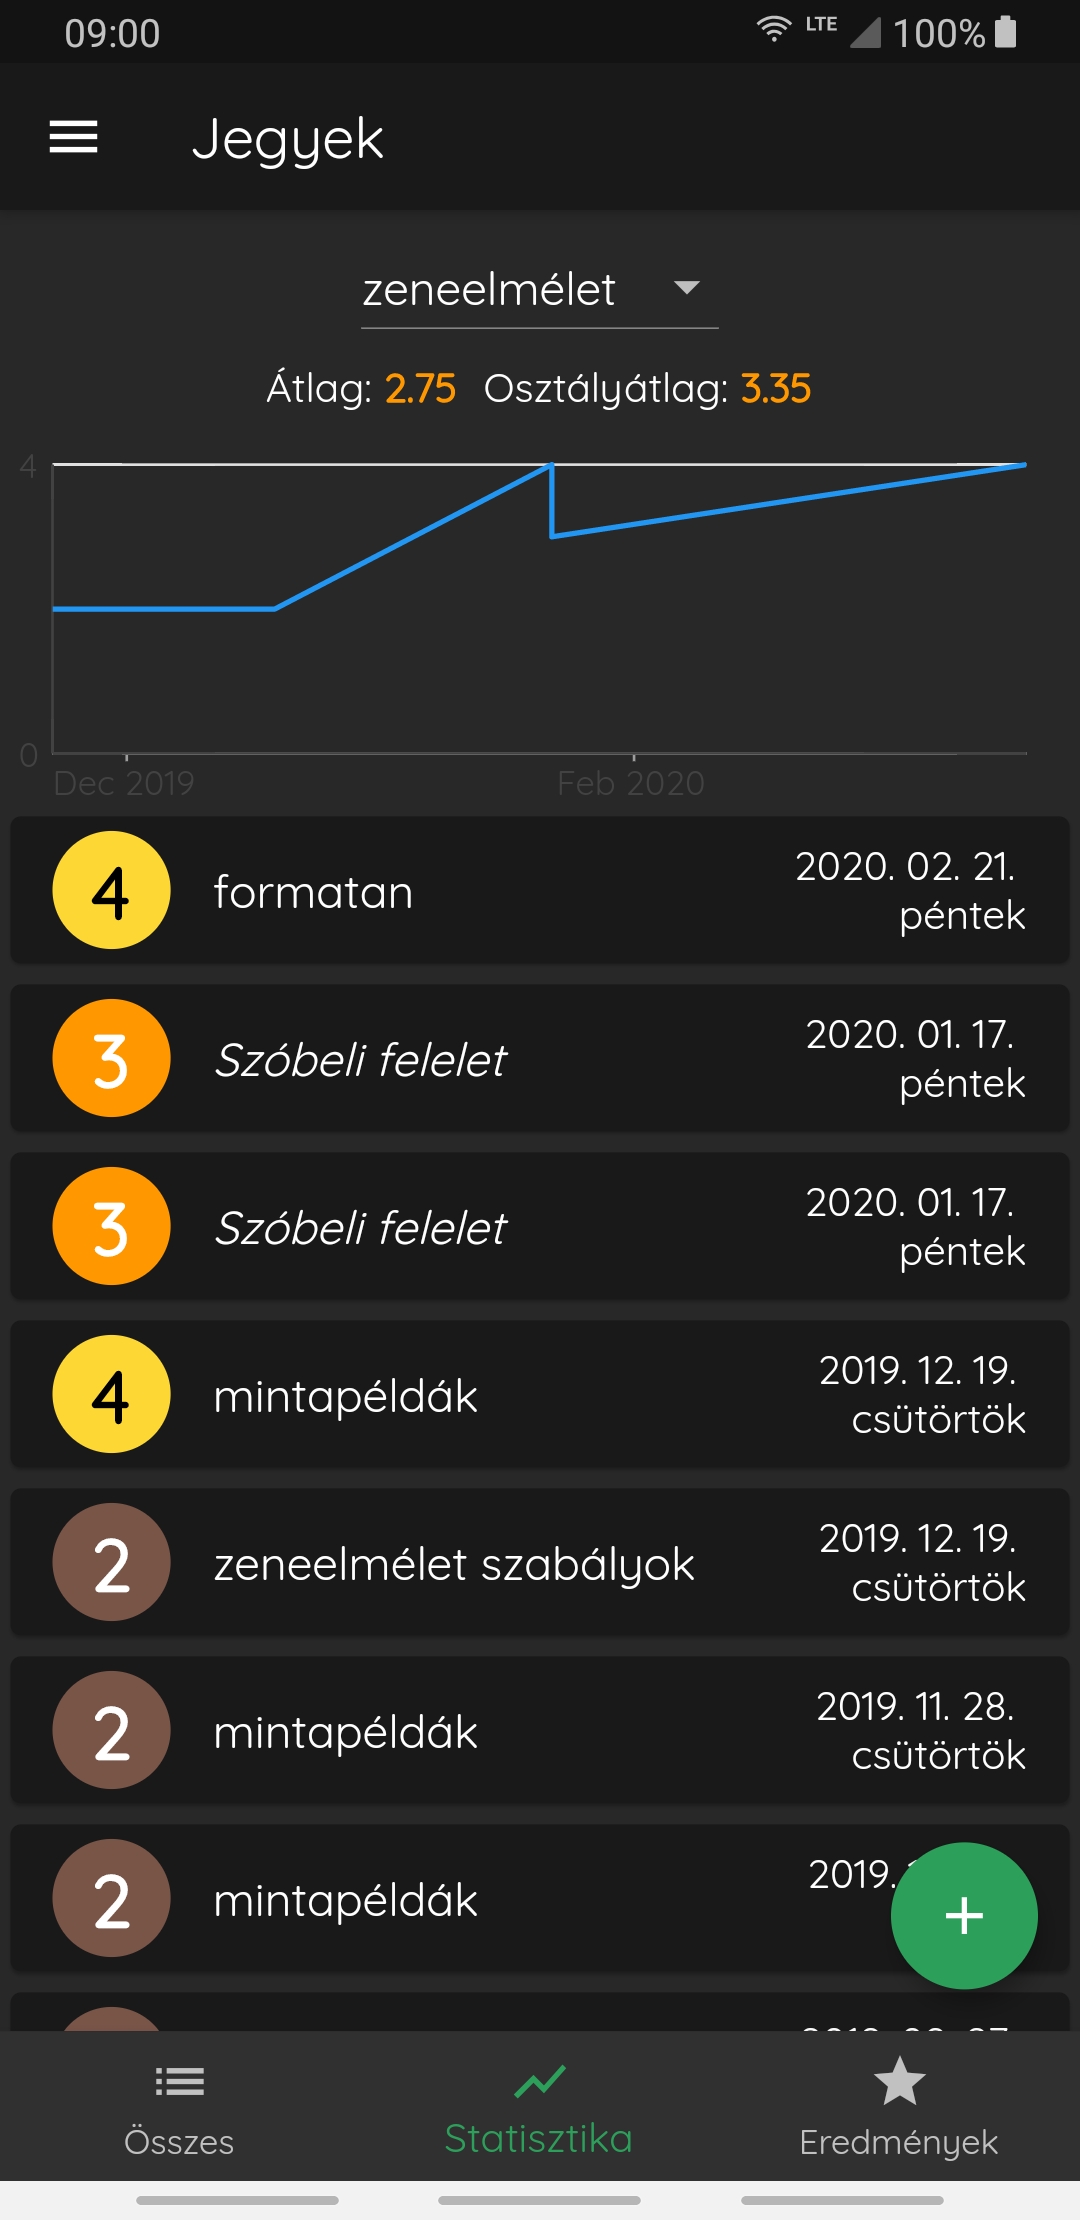 09:00 LTE 100%
Jegyek
zeneelmélet
Átlag: 2.75 Osztályátlag: 3.35
4
0
Dec 2019 Feb 2020
4 formatan 2020. 02. 21.
péntek
3 Szóbeli felelet 2020. 01. 17.
péntek
3 Szóbeli felelet 2020. 01. 17.
péntek
4 mintapéldák 2019. 12. 19.
csütörtök
2 zeneelmélet szabályok 2019. 12. 19.
csütörtök
2 mintapéldák 2019. 11. 28.
csütörtök
2 mintapéldák 2019.
+
Összes Statisztika Eredmények